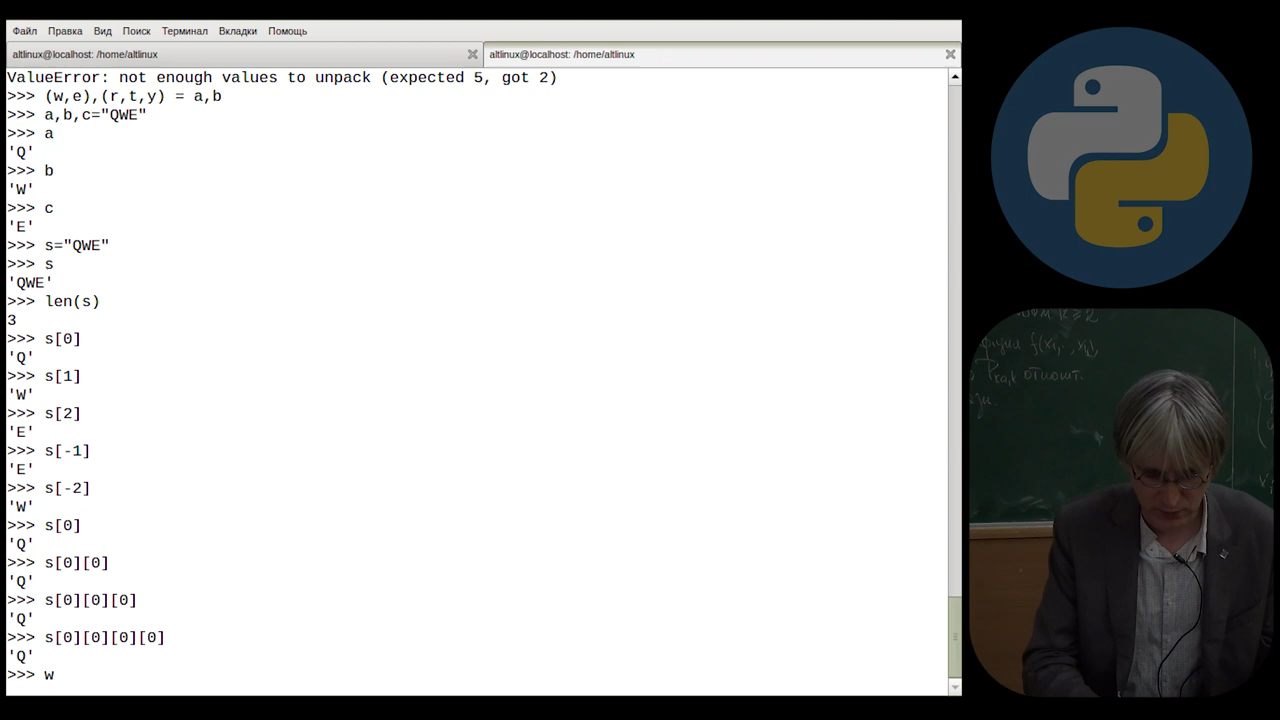 Файл Правка Вид Поиск Терминал Вкладки Помощь
altlinux@localhost: /home/altlinux
altlinux@localhost: /home/altlinux
ValueError: not enough values to unpack (expected 5, got 2)
>>> (w,e),(r,t,y) = a,b
>>> a,b,c="QWE"
>>> a
'Q'
>>> b
'W'
>>> c
'E'
>>> s="QWE"
>>> s
'QWE'
>>> len(s)
3
>>> s[0]
'Q'
>>> s[1]
'W'
>>> s[2]
'E'
>>> s[-1]
'E'
>>> s[-2]
'W'
>>> s[0]
'Q'
>>> s[0][0]
'Q'
>>> s[0][0][0]
'Q'
>>> s[0][0][0][0]
'Q'
>>> w